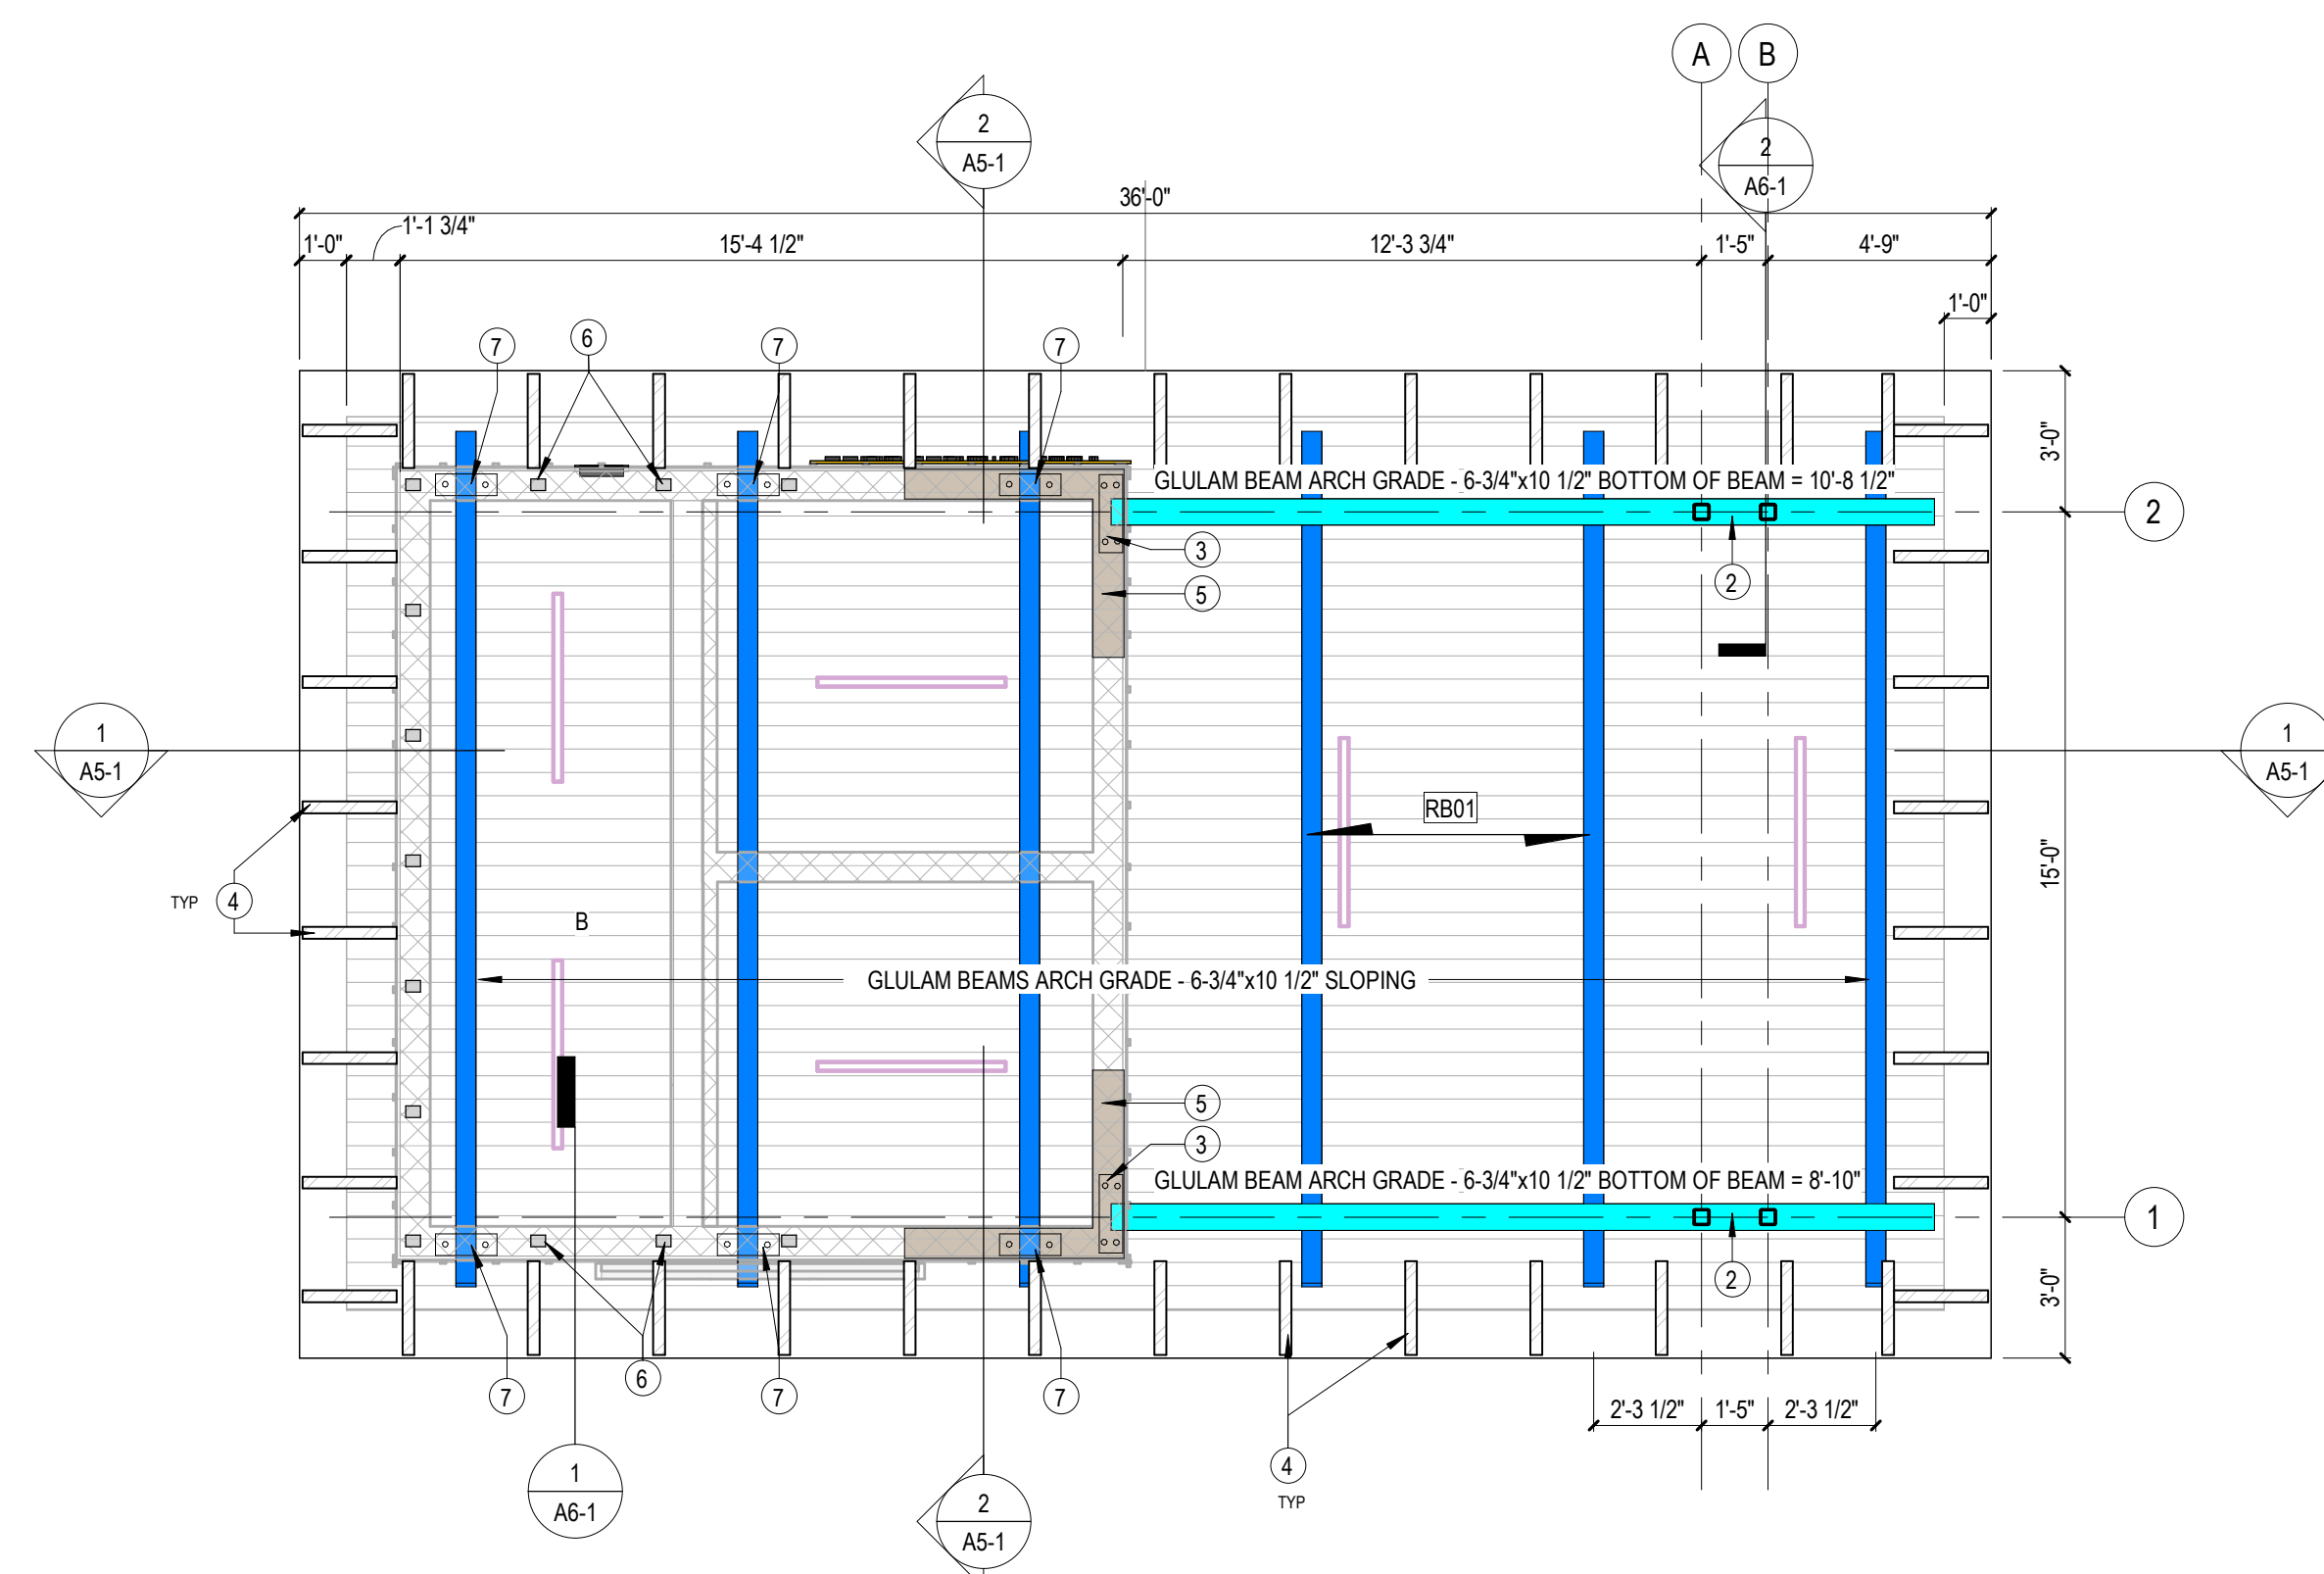 A B
2
A5-1
2
A6-1
36'-0"
1'-0"
1'-1 3/4"
15'-4 1/2"
12'-3 3/4"
1'-5"
4'-9"
1'-0"
7
6
7
7
3'-0"
GLULAM BEAM ARCH GRADE - 6-3/4"x10 1/2" BOTTOM OF BEAM = 10'-8 1/2"
2
3
2
5
1
A5-1
1
A5-1
RB01
15'-0"
TYP
4
B
GLULAM BEAMS ARCH GRADE - 6-3/4"x10 1/2" SLOPING
5
3
GLULAM BEAM ARCH GRADE - 6-3/4"x10 1/2" BOTTOM OF BEAM = 8'-10"
1
2
3'-0"
7
6
7
7
2'-3 1/2"
1'-5"
2'-3 1/2"
4
TYP
1
A6-1
2
A5-1